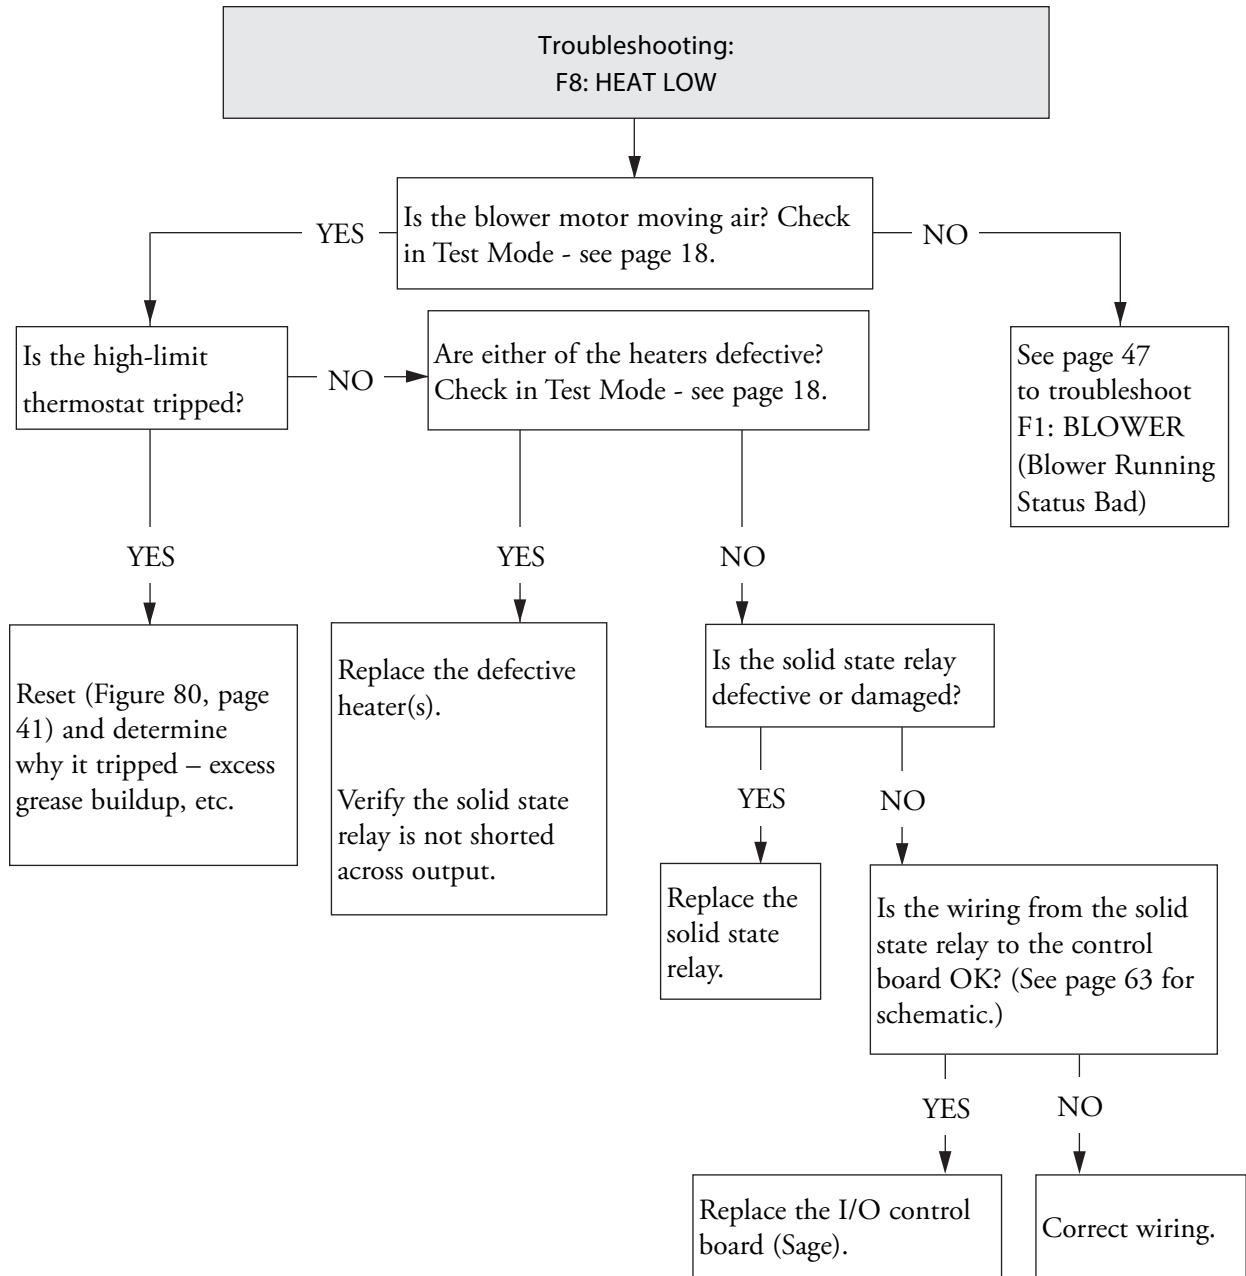 Troubleshooting:
F8: HEAT LOW
Is the blower motor moving air? Check
in Test Mode - see page 18.
YES
NO
Is the high-limit
thermostat tripped?
NO
Are either of the heaters defective?
Check in Test Mode - see page 18.
See page 47
to troubleshoot
F1: BLOWER
(Blower Running
Status Bad)
YES
YES
NO
Reset (Figure 80, page
41) and determine
why it tripped – excess
grease buildup, etc.
Replace the defective
heater(s).
Verify the solid state
relay is not shorted
across output.
Is the solid state relay
defective or damaged?
YES
NO
Replace the
solid state
relay.
Is the wiring from the solid
state relay to the control
board OK? (See page 63 for
schematic.)
YES
NO
Replace the I/O control
board (Sage).
Correct wiring.